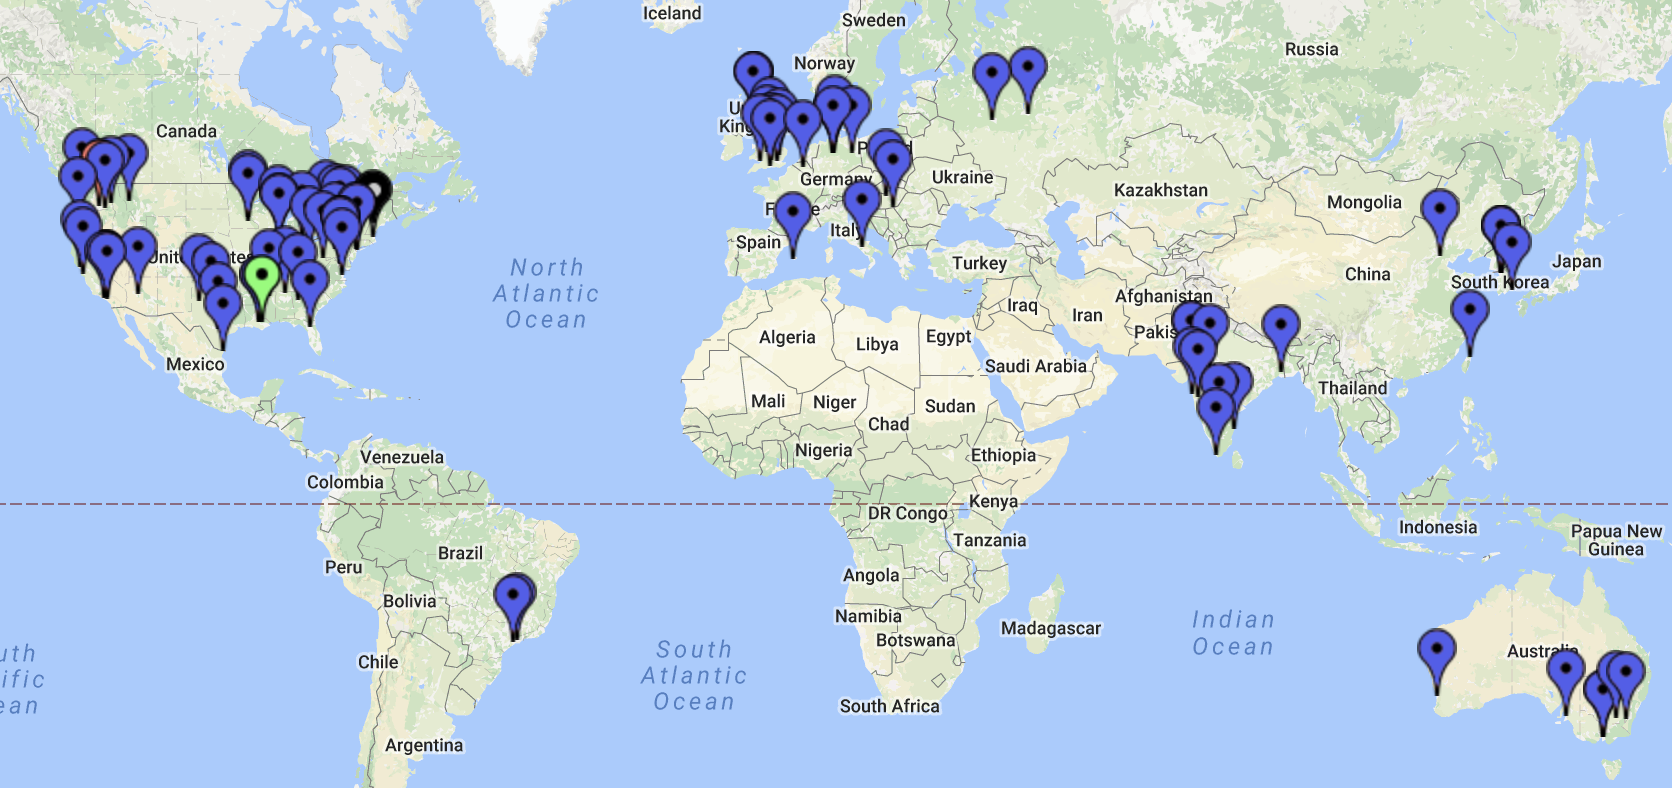 Iceland
Sweden
Russia
Norway
Canada
Germany
Ukraine
Kazakhstan
Mongolia
Spain
Italy
North
Atlantic
Ocean
Turkey
China
Japan
South Korea
Afghanistan
Iraq
Iran
Algeria
Libya
Egypt
Mexico
Saudi Arabia
Thailand
Mali
Niger
Sudan
Chad
Nigeria
Ethiopia
Venezuela
Colombia
Kenya
DR Congo
Indonesia
Papua New
Guinea
Tanzania
Brazil
Peru
Angola
Bolivia
Namibia
Botswana
Madagascar
Indian
Ocean
Chile
South
Atlantic
Ocean
Australia
South Africa
Argentina